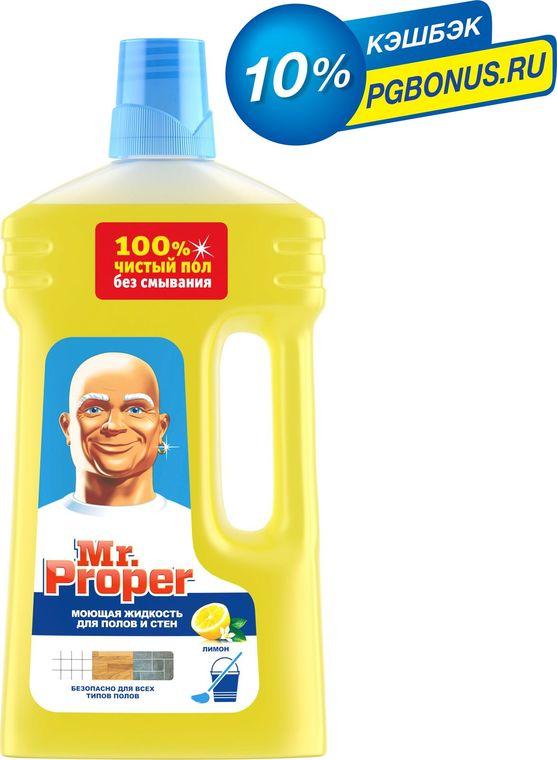 КЭШБЭК
10%
PGBONUS.RU
100%
ЧИСТЫЙ ПОЛ
БЕЗ СМЫВАНИЯ
Mr.
Proper
МОЮЩАЯ ЖИДКОСТЬ
ДЛЯ ПОЛОВ И СТЕН
ЛИМОН
БЕЗОПАСНО ДЛЯ ВСЕХ
ТИПОВ ПОЛОВ